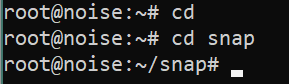 root@noise:~# cd
root@noise:~# cd snap
root@noise:~/snap#